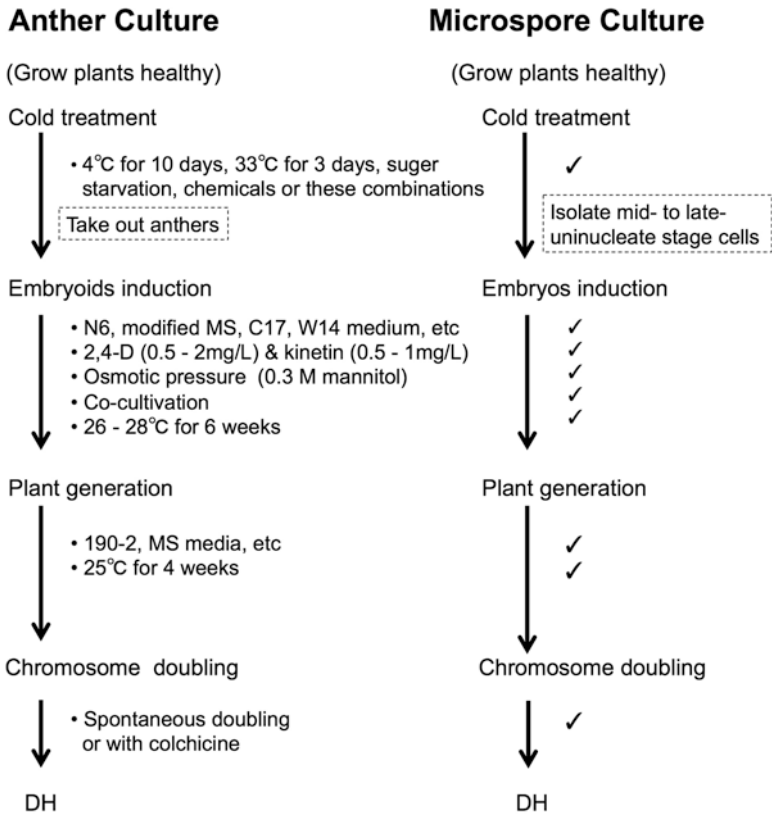 Anther Culture
(Grow plants healthy)
Cold treatment
• 4℃ for 10 days, 33℃ for 3 days, suger
starvation, chemicals or these combinations
Take out anthers
Embryoids induction
• N6, modified MS, C17, W14 medium, etc
• 2,4-D (0.5 - 2mg/L) & kinetin (0.5 - 1mg/L)
• Osmotic pressure (0.3 M mannitol)
• Co-cultivation
• 26 - 28℃ for 6 weeks
Plant generation
• 190-2, MS media, etc
• 25℃ for 4 weeks
Chromosome doubling
• Spontaneous doubling
or with colchicine
DH
Microspore Culture
(Grow plants healthy)
Cold treatment
✓
Isolate mid- to late-
uninucleate stage cells
Embryos induction
✓
✓
✓
✓
✓
Plant generation
✓
✓
Chromosome doubling
✓
DH